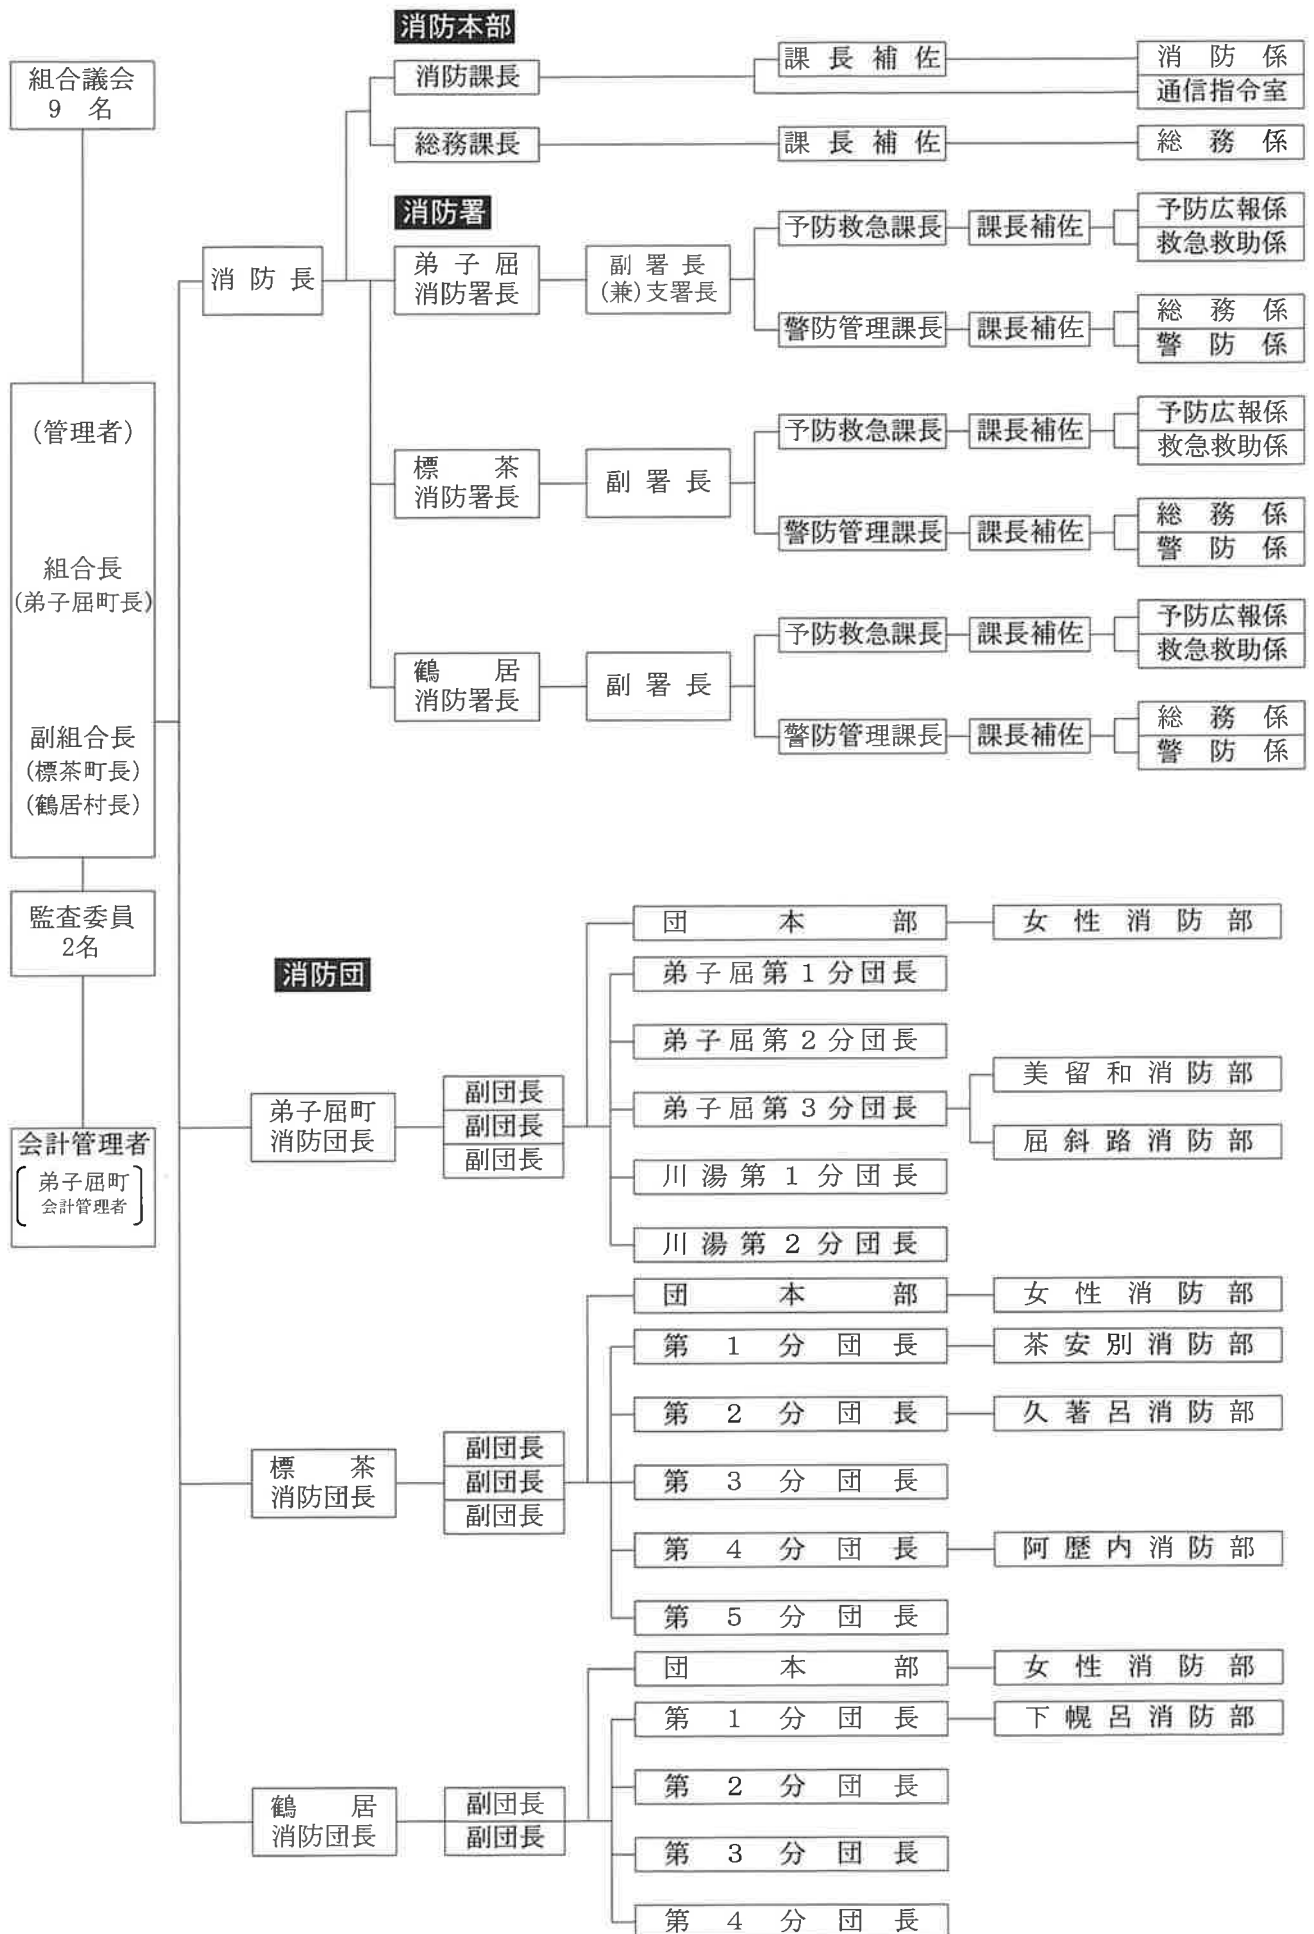 組合議会
9 名
(管理者)
組合長
(弟子屈町長)
副組合長
(標茶町長)
(鶴居村長)
監査委員
2名
会計管理者
弟子屈町
会計管理者
消防長
消防本部
消防課長
課長補佐
消防係
通信指令室
総務課長
課長補佐
総務係
消防署
弟子屈
消防署長
副署長
(兼)支署長
予防救急課長
課長補佐
予防広報係
救急救助係
警防管理課長
課長補佐
総務係
警防係
標茶
消防署長
副署長
予防救急課長
課長補佐
予防広報係
救急救助係
警防管理課長
課長補佐
総務係
警防係
鶴居
消防署長
副署長
予防救急課長
課長補佐
予防広報係
救急救助係
警防管理課長
課長補佐
総務係
警防係
消防団
弟子屈町
消防団長
副団長
副団長
副団長
団本部
女性消防部
弟子屈第1分団長
弟子屈第2分団長
弟子屈第3分団長
美留和消防部
屈斜路消防部
川湯第1分団長
川湯第2分団長
標茶
消防団長
副団長
副団長
副団長
団本部
女性消防部
第1分団長
茶安別消防部
第2分団長
久著呂消防部
第3分団長
第4分団長
阿歴内消防部
第5分団長
鶴居
消防団長
副団長
副団長
団本部
女性消防部
第1分団長
下幌呂消防部
第2分団長
第3分団長
第4分団長